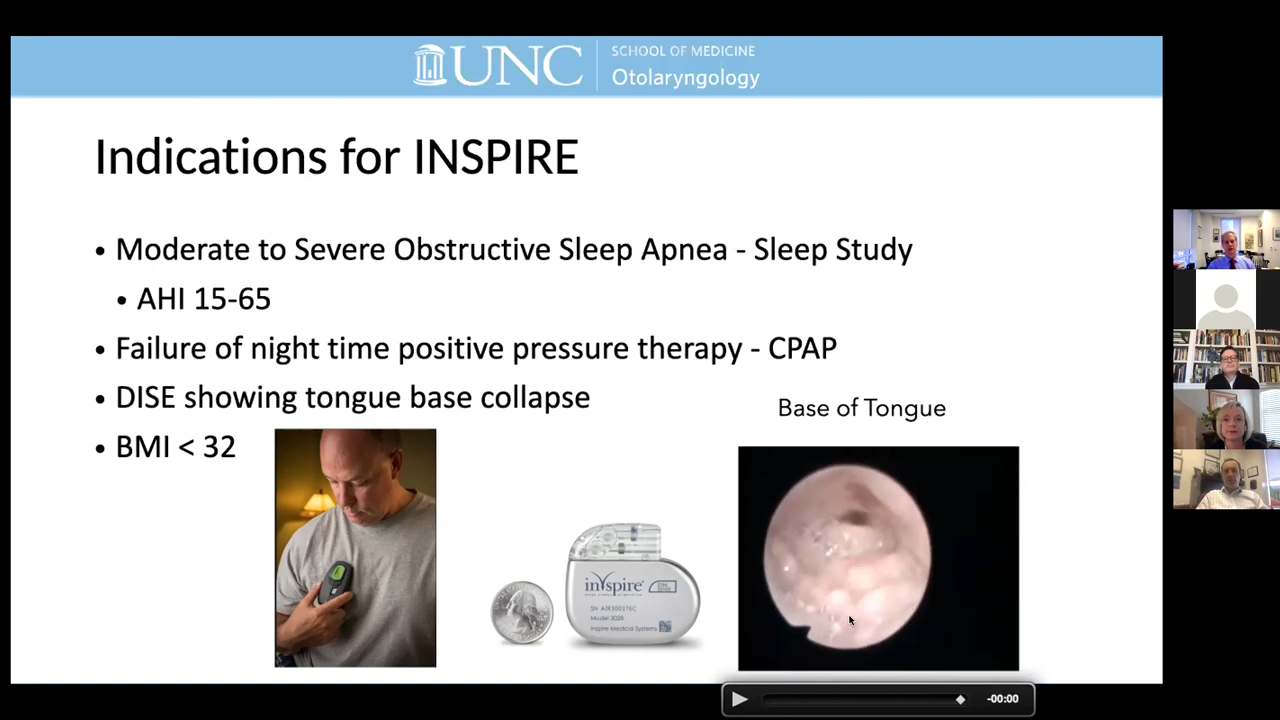 UNC
SCHOOL OF MEDICINE
Otolaryngology
Indications for INSPIRE
• Moderate to Severe Obstructive Sleep Apnea - Sleep Study
• AHI 15-65
• Failure of night time positive pressure therapy - CPAP
• DISE showing tongue base collapse
• BMI < 32
Base of Tongue
inspire
Model 3028
Inspire Medical Systems
-00:00